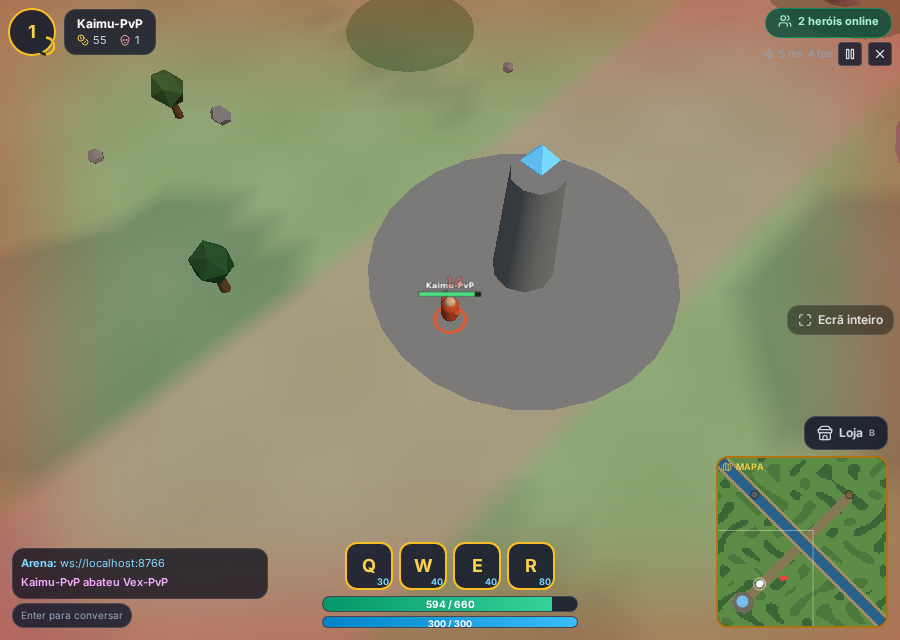 1
Kaimu-PvP
55
1
2 heróis online
5 ms 4 fps
Kaimu-PvP
Ecrã inteiro
Loja B
MAPA
Arena: ws://localhost:8766
Kaimu-PvP abateu Vex-PvP
Enter para conversar
Q 30
W 40
E 40
R 80
594 / 660
300 / 300